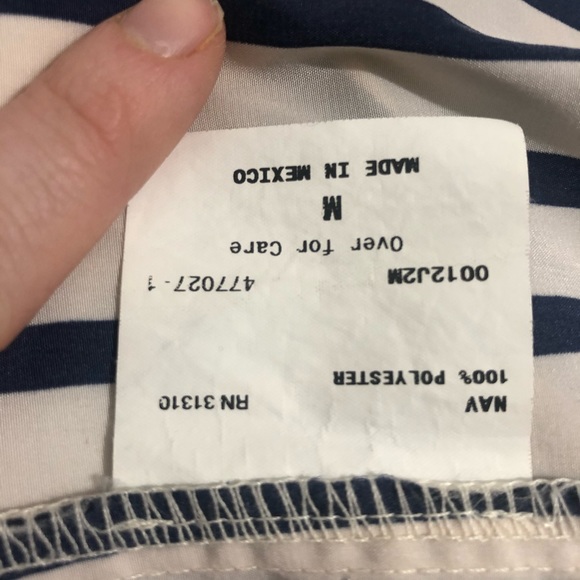 NAV RN 31310
100% POLYESTER
0012J2M 477027-1
Over for Care
M
MADE IN MEXICO